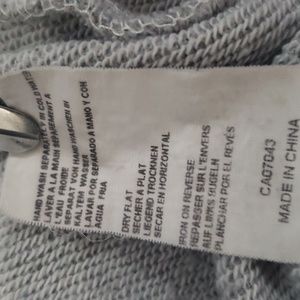 HAND WASH SEPARATELY IN COLD WATER
LAVER A LA MAIN SEPAREMENT A
L'EAU FROIDE
SEPARAT VON HAND WASCHEN IN
KALTEM WASSER
LAVAR POR SEPARADO A MANO Y CON
AGUA FRIA
DRY FLAT
SECHER A PLAT
LIEGEND TROCKNEN
SECAR EN HORIZONTAL
IRON ON REVERSE
REPASSER SUR L'ENVERS
AUF LINKS BUGELN
PLANCHAR POR EL REVES
CA07043
MADE IN CHINA